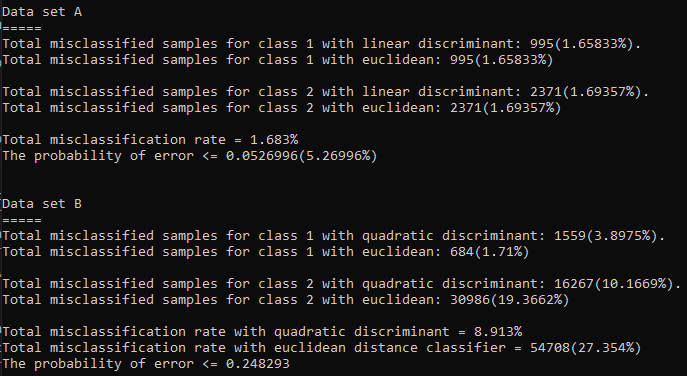 Data set A
=====
Total misclassified samples for class 1 with linear discriminant: 995(1.65833%).
Total misclassified samples for class 1 with euclidean: 995(1.65833%)
Total misclassified samples for class 2 with linear discriminant: 2371(1.69357%).
Total misclassified samples for class 2 with euclidean: 2371(1.69357%)
Total misclassification rate = 1.683%
The probability of error <= 0.0526996(5.26996%)
Data set B
=====
Total misclassified samples for class 1 with quadratic discriminant: 1559(3.8975%).
Total misclassified samples for class 1 with euclidean: 684(1.71%)
Total misclassified samples for class 2 with quadratic discriminant: 16267(10.1669%).
Total misclassified samples for class 2 with euclidean: 30986(19.3662%)
Total misclassification rate with quadratic discriminant = 8.913%
Total misclassification rate with euclidean distance classifier = 54708(27.354%)
The probability of error <= 0.248293